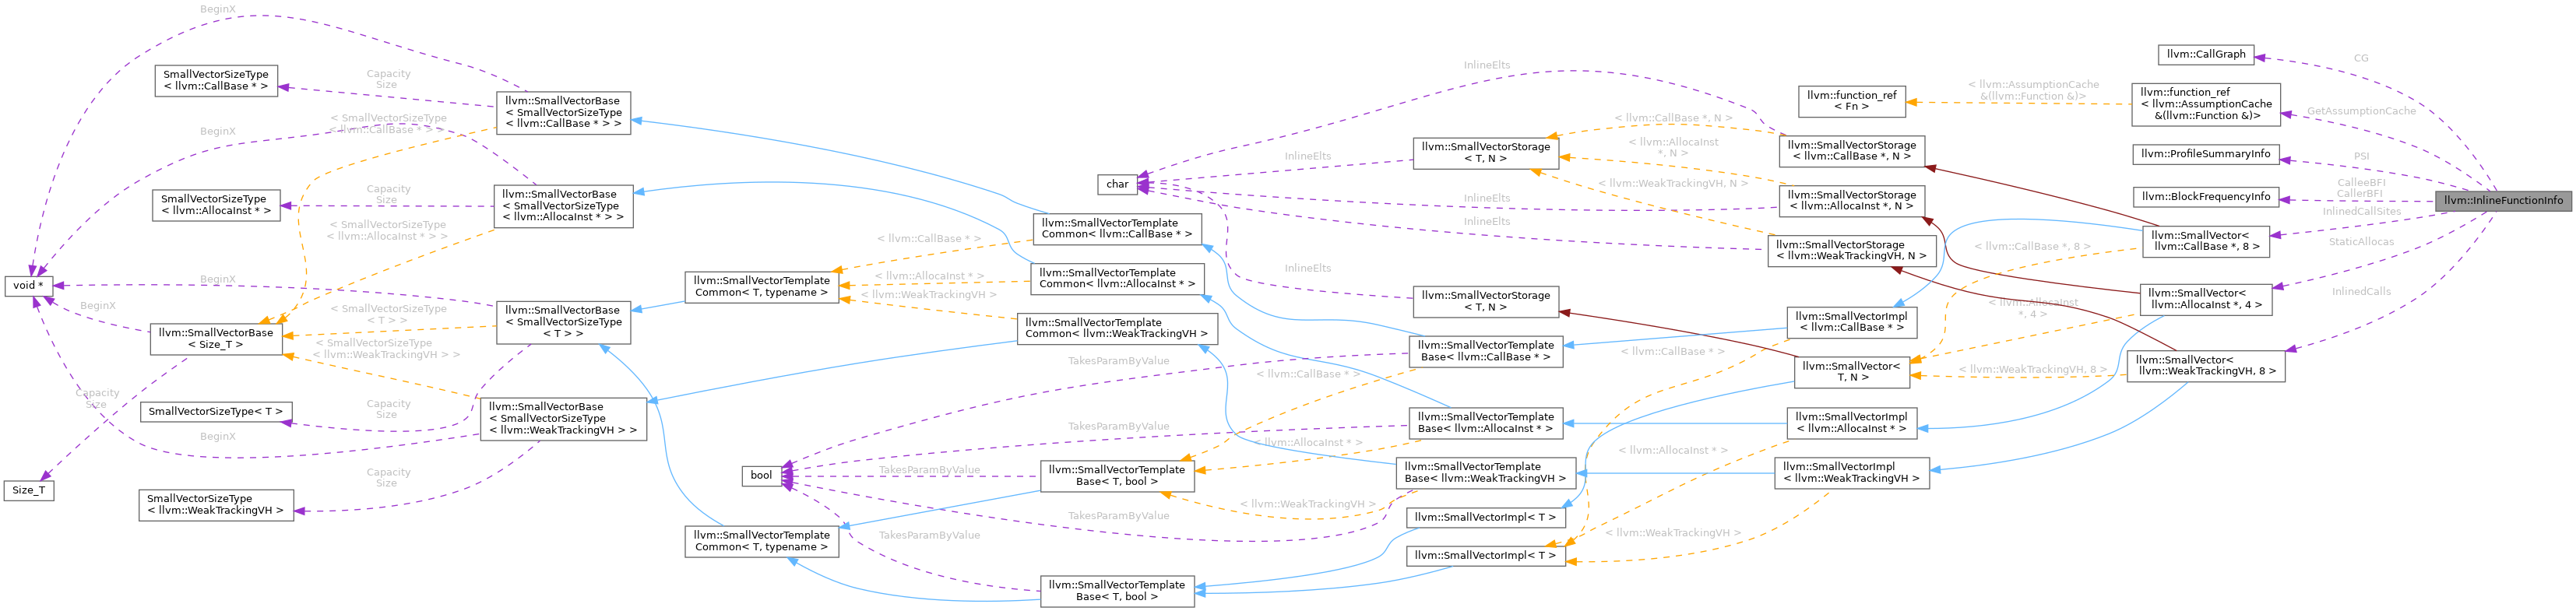 BeginX
SmallVectorSizeType
< llvm::CallBase * >
Capacity
Size
llvm::SmallVectorBase
< SmallVectorSizeType
< llvm::CallBase * > >
BeginX
< SmallVectorSizeType
< llvm::CallBase * > >
SmallVectorSizeType
< llvm::AllocaInst * >
Capacity
Size
llvm::SmallVectorBase
< SmallVectorSizeType
< llvm::AllocaInst * > >
< SmallVectorSizeType
< llvm::AllocaInst * > >
void *
BeginX
BeginX
llvm::SmallVectorBase
< Size_T >
< SmallVectorSizeType
< T > >
llvm::SmallVectorBase
< SmallVectorSizeType
< T > >
< SmallVectorSizeType
< llvm::WeakTrackingVH > >
Capacity
Size
SmallVectorSizeType< T >
Capacity
Size
llvm::SmallVectorBase
< SmallVectorSizeType
< llvm::WeakTrackingVH > >
BeginX
Size_T
SmallVectorSizeType
< llvm::WeakTrackingVH >
Capacity
Size
llvm::SmallVectorTemplate
Common< T, typename >
< llvm::CallBase * >
< llvm::AllocaInst * >
< llvm::WeakTrackingVH >
llvm::SmallVectorTemplate
Common< llvm::CallBase * >
llvm::SmallVectorTemplate
Common< llvm::AllocaInst * >
llvm::SmallVectorTemplate
Common< llvm::WeakTrackingVH >
bool
TakesParamByValue
TakesParamByValue
TakesParamByValue
TakesParamByValue
TakesParamByValue
llvm::SmallVectorTemplate
Base< T, bool >
llvm::SmallVectorTemplate
Common< T, typename >
llvm::SmallVectorTemplate
Base< T, bool >
char
InlineElts
InlineElts
InlineElts
InlineElts
InlineElts
llvm::SmallVectorStorage
< T, N >
llvm::SmallVectorStorage
< T, N >
llvm::SmallVectorTemplate
Base< llvm::CallBase * >
< llvm::CallBase * >
llvm::SmallVectorTemplate
Base< llvm::AllocaInst * >
< llvm::AllocaInst * >
llvm::SmallVectorTemplate
Base< llvm::WeakTrackingVH >
< llvm::WeakTrackingVH >
llvm::SmallVectorImpl< T >
llvm::SmallVectorImpl< T >
< llvm::CallBase *, N >
< llvm::AllocaInst
*, N >
< llvm::WeakTrackingVH, N >
< llvm::CallBase * >
< llvm::AllocaInst * >
< llvm::WeakTrackingVH >
llvm::function_ref
< Fn >
llvm::SmallVectorStorage
< llvm::CallBase *, N >
llvm::SmallVectorStorage
< llvm::AllocaInst *, N >
llvm::SmallVectorStorage
< llvm::WeakTrackingVH, N >
llvm::SmallVectorImpl
< llvm::CallBase * >
llvm::SmallVector<
T, N >
llvm::SmallVectorImpl
< llvm::AllocaInst * >
llvm::SmallVectorImpl
< llvm::WeakTrackingVH >
< llvm::AssumptionCache
&(llvm::Function &)>
< llvm::CallBase *, 8 >
< llvm::AllocaInst
*, 4 >
< llvm::WeakTrackingVH, 8 >
llvm::CallGraph
llvm::function_ref
< llvm::AssumptionCache
&(llvm::Function &)>
llvm::ProfileSummaryInfo
llvm::BlockFrequencyInfo
llvm::SmallVector<
llvm::CallBase *, 8 >
llvm::SmallVector<
llvm::AllocaInst *, 4 >
llvm::SmallVector<
llvm::WeakTrackingVH, 8 >
CG
GetAssumptionCache
PSI
CalleeBFI
CallerBFI
InlinedCallSites
StaticAllocas
InlinedCalls
llvm::InlineFunctionInfo